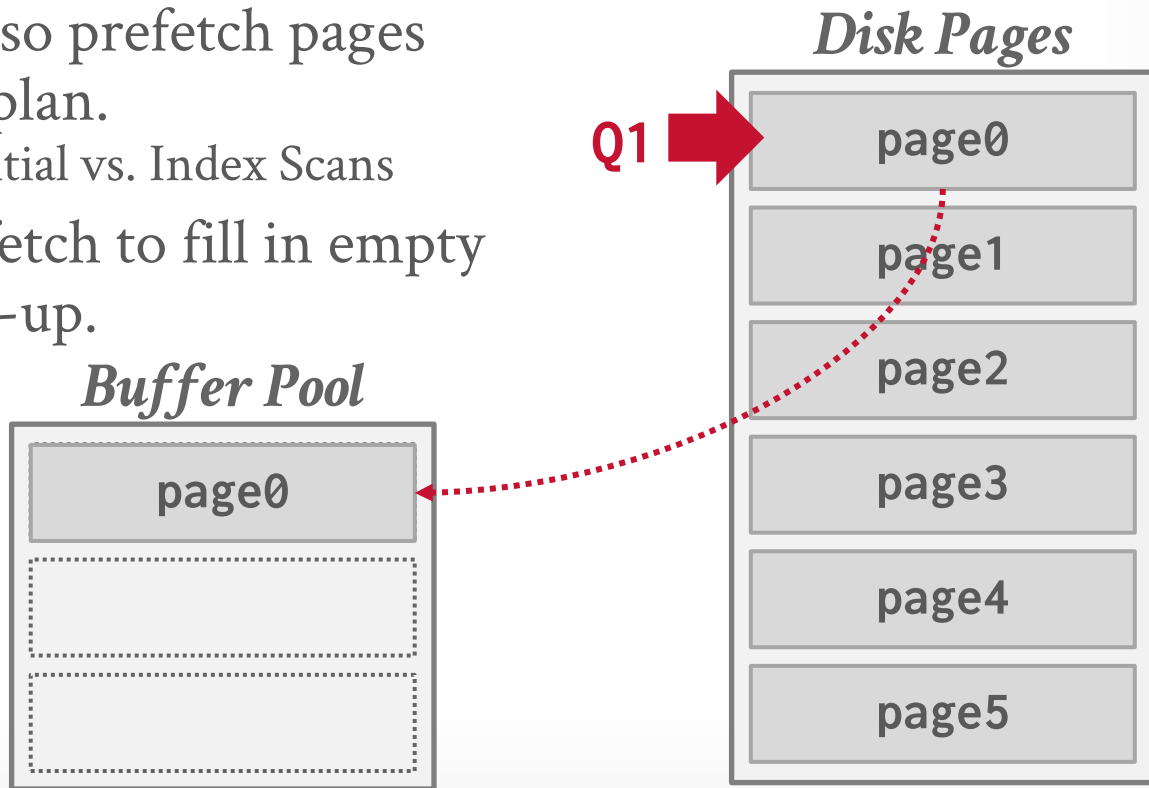 so prefetch pages
plan.
tial vs. Index Scans
fetch to fill in empty
-up.
Buffer Pool
page0
Disk Pages
Q1
page0
page1
page2
page3
page4
page5